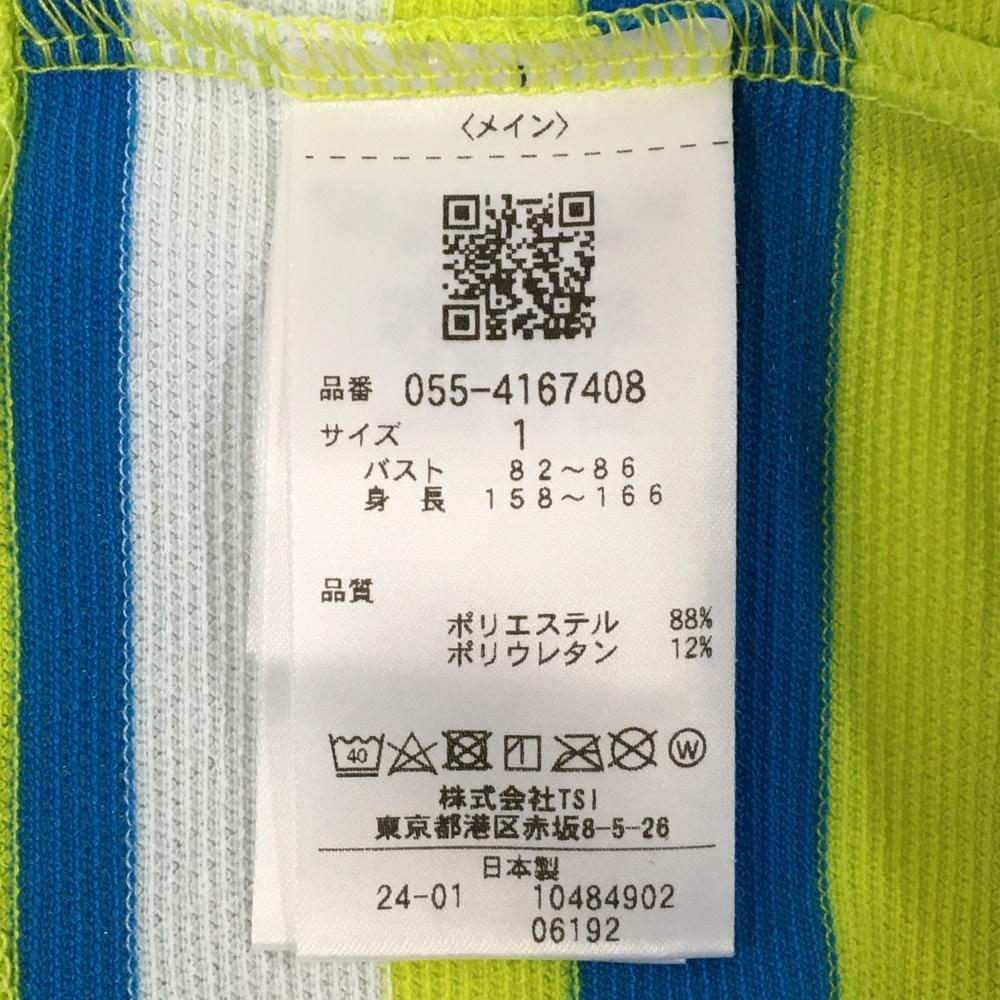 〈メイン〉
品番 055-4167408
サイズ 1
バスト 82～86
身長 158～166
品質
ポリエステル 88%
ポリウレタン 12%
40 W
株式会社TSI
東京都港区赤坂8-5-26
日本製
24-01 10484902
06192